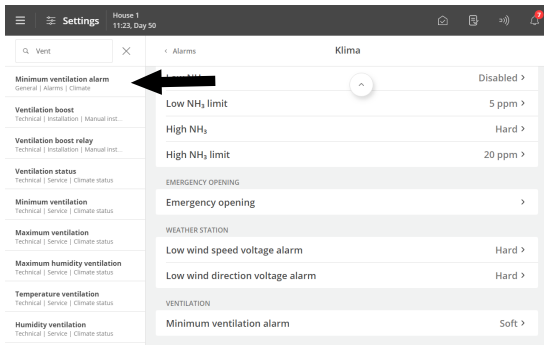 Settings
House 1
11:23, Day 50
7
Vent
Alarms
Klima
Minimum ventilation alarm
General | Alarms | Climate
Ventilation boost
Technical | Installation | Manual inst...
Ventilation boost relay
Technical | Installation | Manual inst...
Ventilation status
Technical | Service | Climate status
Minimum ventilation
Technical | Service | Climate status
Maximum ventilation
Technical | Service | Climate status
Maximum humidity ventilation
Technical | Service | Climate status
Temperature ventilation
Technical | Service | Climate status
Humidity ventilation
Technical | Service | Climate status
Disabled
Low NH₃ limit 5 ppm
High NH₃ Hard
High NH₃ limit 20 ppm
EMERGENCY OPENING
Emergency opening
WEATHER STATION
Low wind speed voltage alarm Hard
Low wind direction voltage alarm Hard
VENTILATION
Minimum ventilation alarm Soft